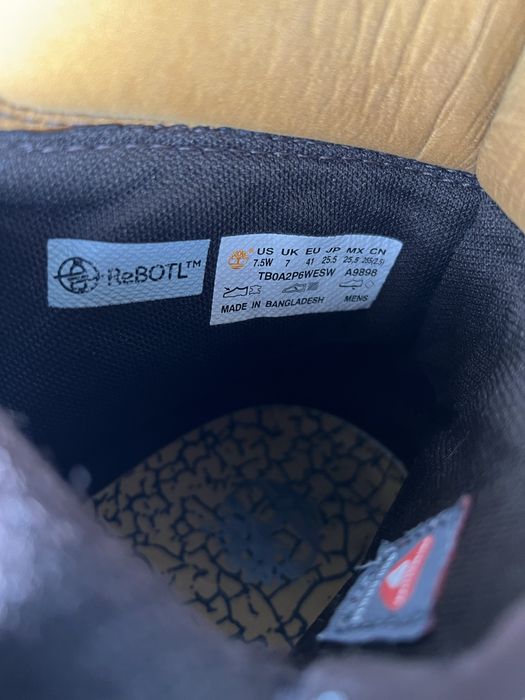 ReBOTL™
US UK EU JP MX CN
7.5W 7 41 25.5 25.5 255(2.5)
TB0A2P6WESW A9898
MADE IN BANGLADESH MENS